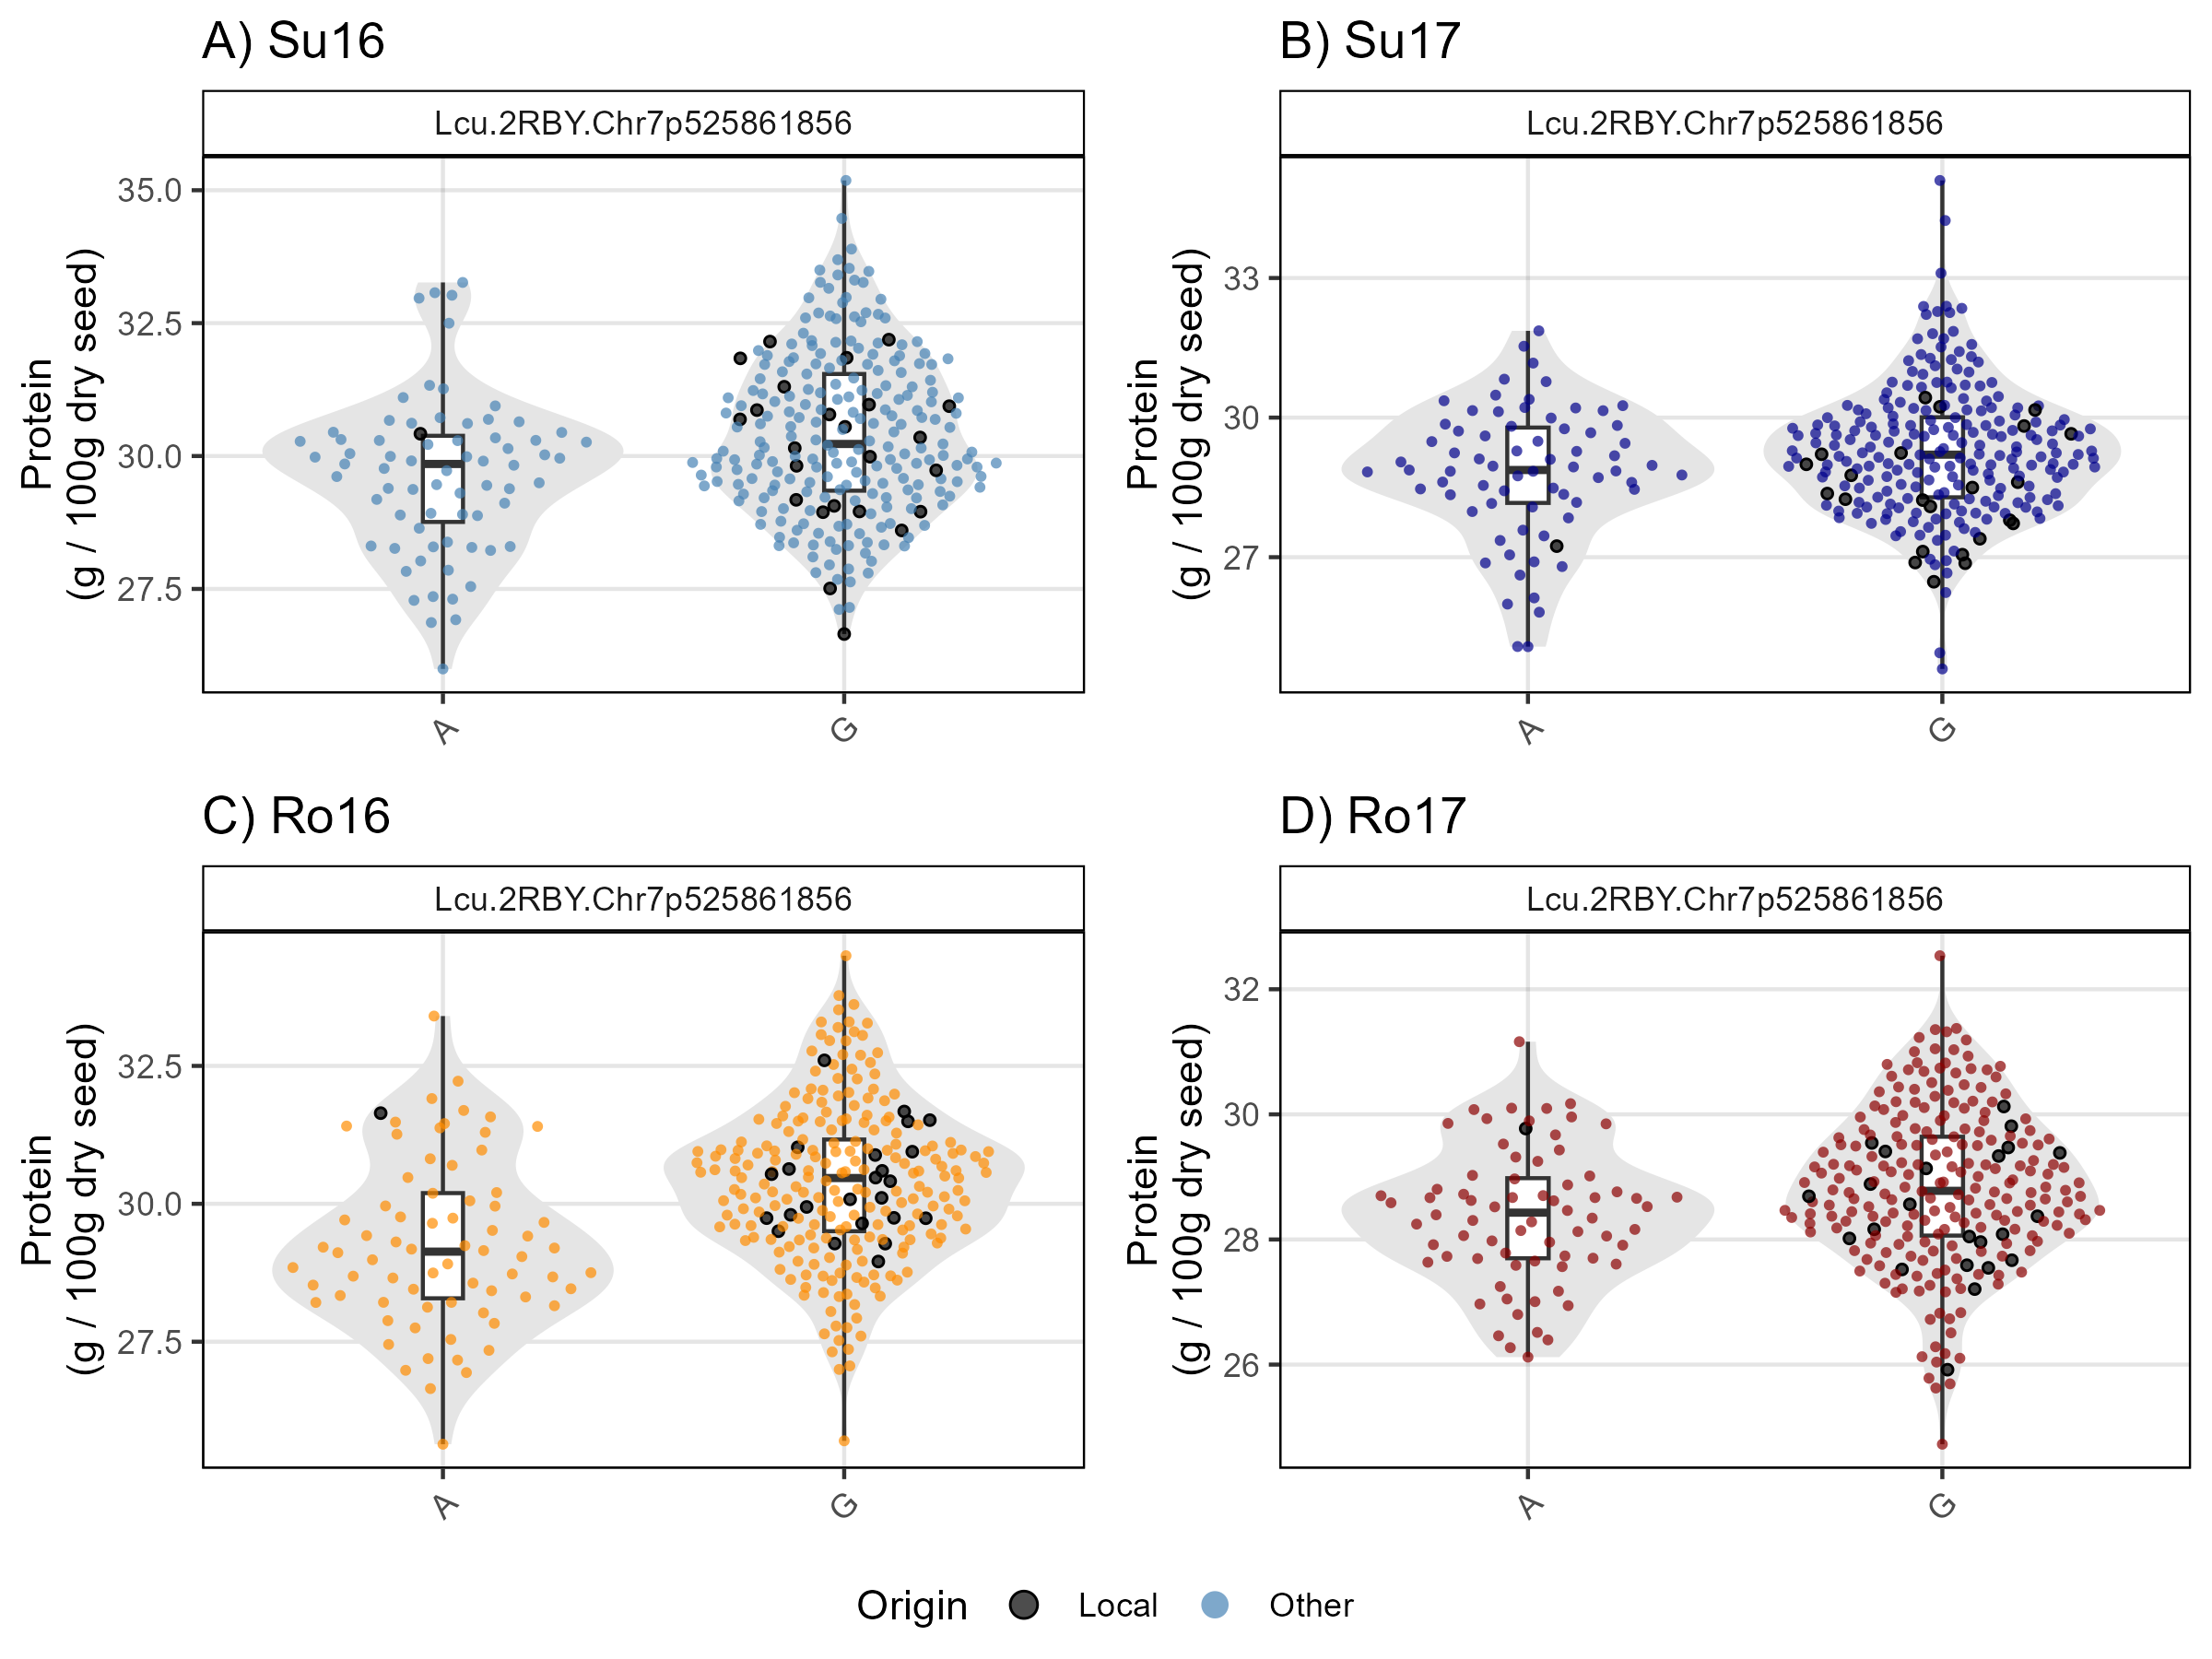 A) Su16
Lcu.2RBY.Chr7p525861856
Protein
(g / 100g dry seed)
35.0
32.5
30.0
27.5
A
G
B) Su17
Lcu.2RBY.Chr7p525861856
Protein
(g / 100g dry seed)
33
30
27
A
G
C) Ro16
Lcu.2RBY.Chr7p525861856
Protein
(g / 100g dry seed)
32.5
30.0
27.5
A
G
D) Ro17
Lcu.2RBY.Chr7p525861856
Protein
(g / 100g dry seed)
32
30
28
26
A
G
Origin Local Other